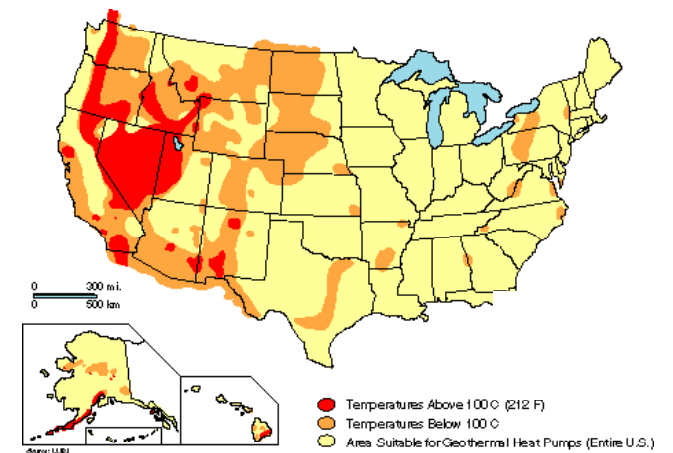 0 300 mi.
0 500 km
Temperatures Above 100 C (212 F)
Temperatures Below 100 C
Area Suitable for Geothermal Heat Pumps (Entire U.S.)